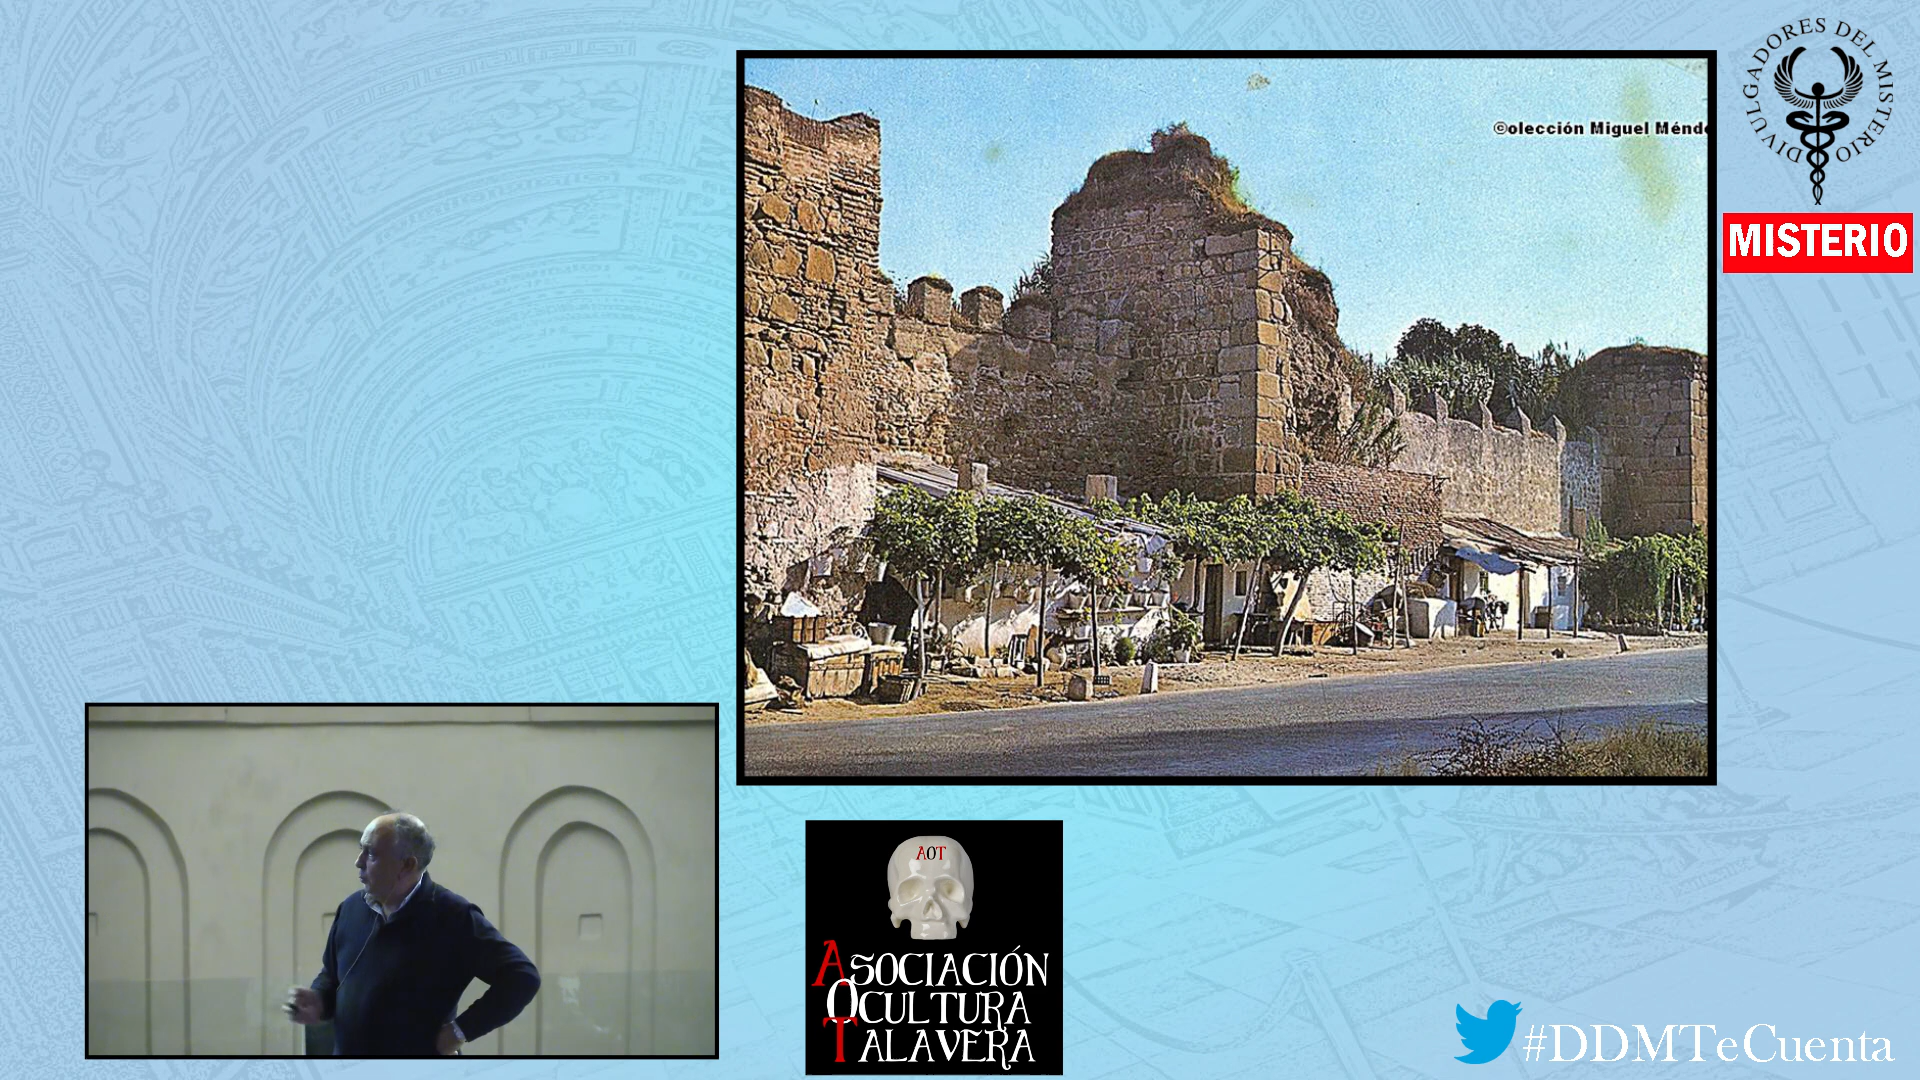 ©olección Miguel Ménde
DIVULGADORES DEL MISTERIO
MISTERIO
AOT
ASOCIACIÓN
OCULTURA
TALAVERA
#DDMTeCuenta